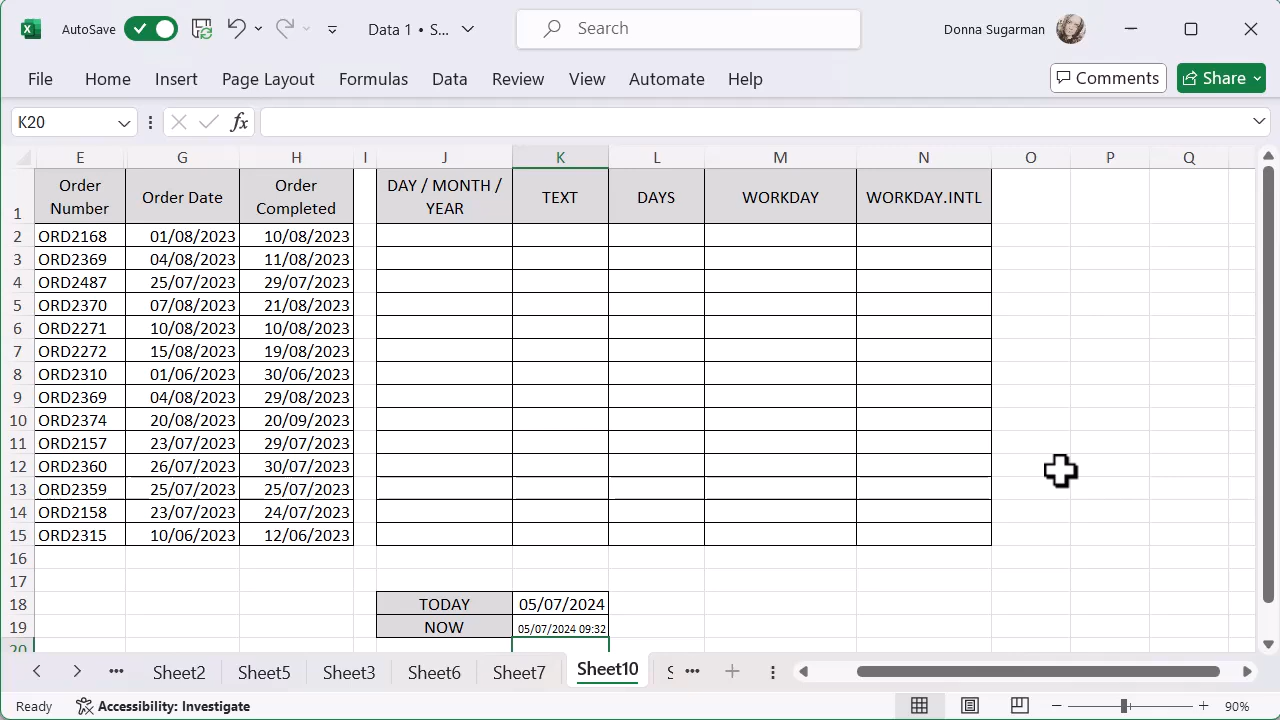 AutoSave Data 1 • S... Search Donna Sugarman
File Home Insert Page Layout Formulas Data Review View Automate Help Comments Share
K20 fx
E G H I J K L M N O P Q
1 Order Number Order Date Order Completed DAY / MONTH / YEAR TEXT DAYS WORKDAY WORKDAY.INTL
2 ORD2168 01/08/2023 10/08/2023
3 ORD2369 04/08/2023 11/08/2023
4 ORD2487 25/07/2023 29/07/2023
5 ORD2370 07/08/2023 21/08/2023
6 ORD2271 10/08/2023 10/08/2023
7 ORD2272 15/08/2023 19/08/2023
8 ORD2310 01/06/2023 30/06/2023
9 ORD2369 04/08/2023 29/08/2023
10 ORD2374 20/08/2023 20/09/2023
11 ORD2157 23/07/2023 29/07/2023
12 ORD2360 26/07/2023 30/07/2023
13 ORD2359 25/07/2023 25/07/2023
14 ORD2158 23/07/2023 24/07/2023
15 ORD2315 10/06/2023 12/06/2023
16
17
18 TODAY 05/07/2024
19 NOW 05/07/2024 09:32
20
Sheet2 Sheet5 Sheet3 Sheet6 Sheet7 Sheet10
Ready Accessibility: Investigate 90%